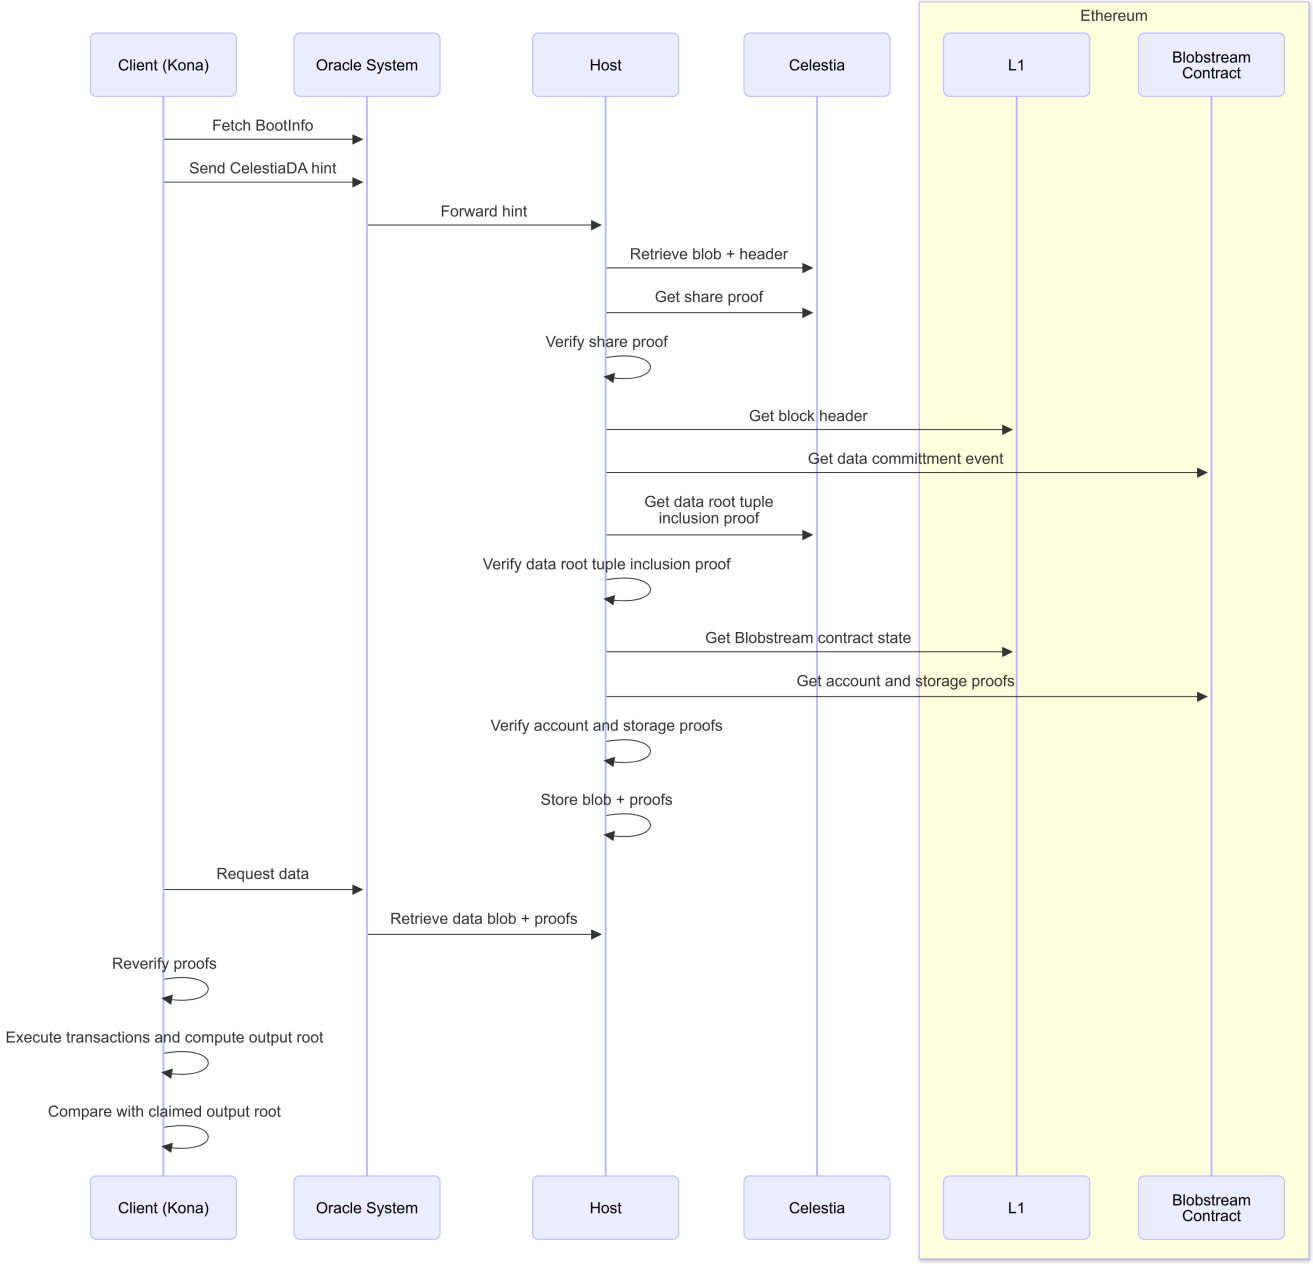 Ethereum
Client (Kona)
Oracle System
Host
Celestia
L1
Blobstream
Contract
Fetch BootInfo
Send CelestiaDA hint
Forward hint
Retrieve blob + header
Get share proof
Verify share proof
Get block header
Get data committment event
Get data root tuple
inclusion proof
Verify data root tuple inclusion proof
Get Blobstream contract state
Get account and storage proofs
Verify account and storage proofs
Store blob + proofs
Request data
Retrieve data blob + proofs
Reverify proofs
Execute transactions and compute output root
Compare with claimed output root
Client (Kona)
Oracle System
Host
Celestia
L1
Blobstream
Contract